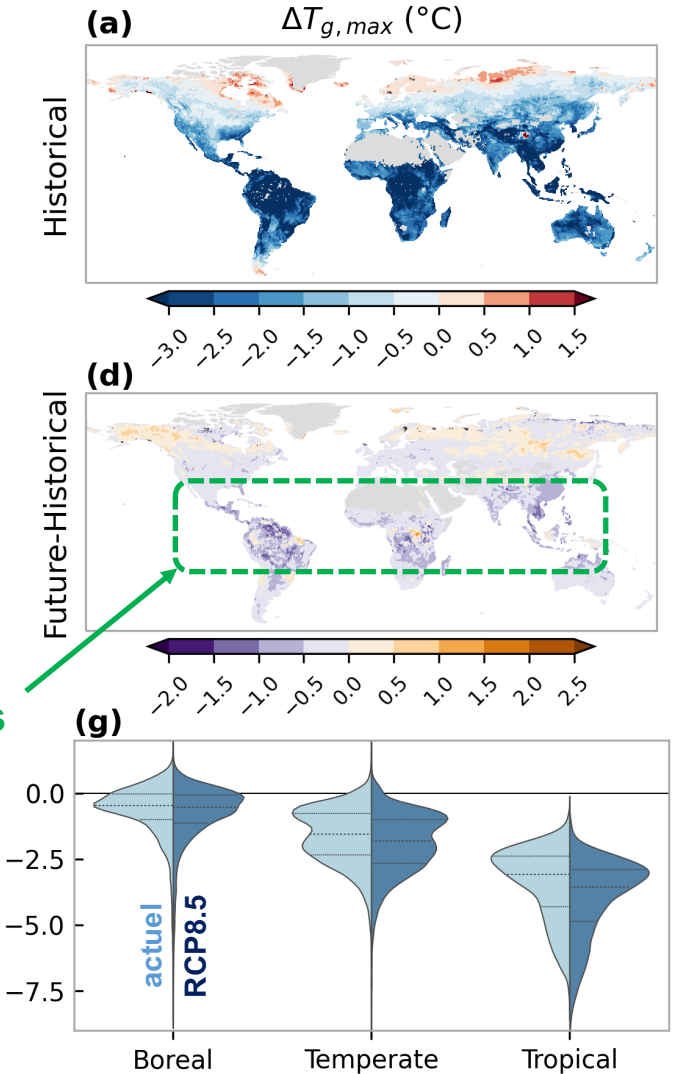 (a) ΔT_{g, max} (°C)
Historical
−3.0 −2.5 −2.0 −1.5 −1.0 −0.5 0.0 0.5 1.0 1.5
(d)
Future-Historical
−2.0 −1.5 −1.0 −0.5 0.0 0.5 1.0 1.5 2.0 2.5
s
(g)
0.0
−2.5
−5.0
−7.5
actuel
RCP8.5
Boreal Temperate Tropical